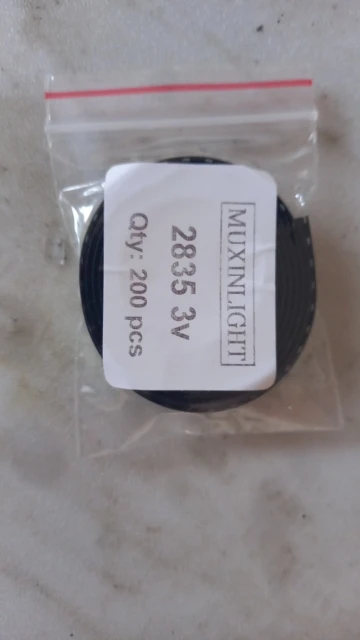 MUXINLIGHT
2835 3v
Qty: 200 pcs